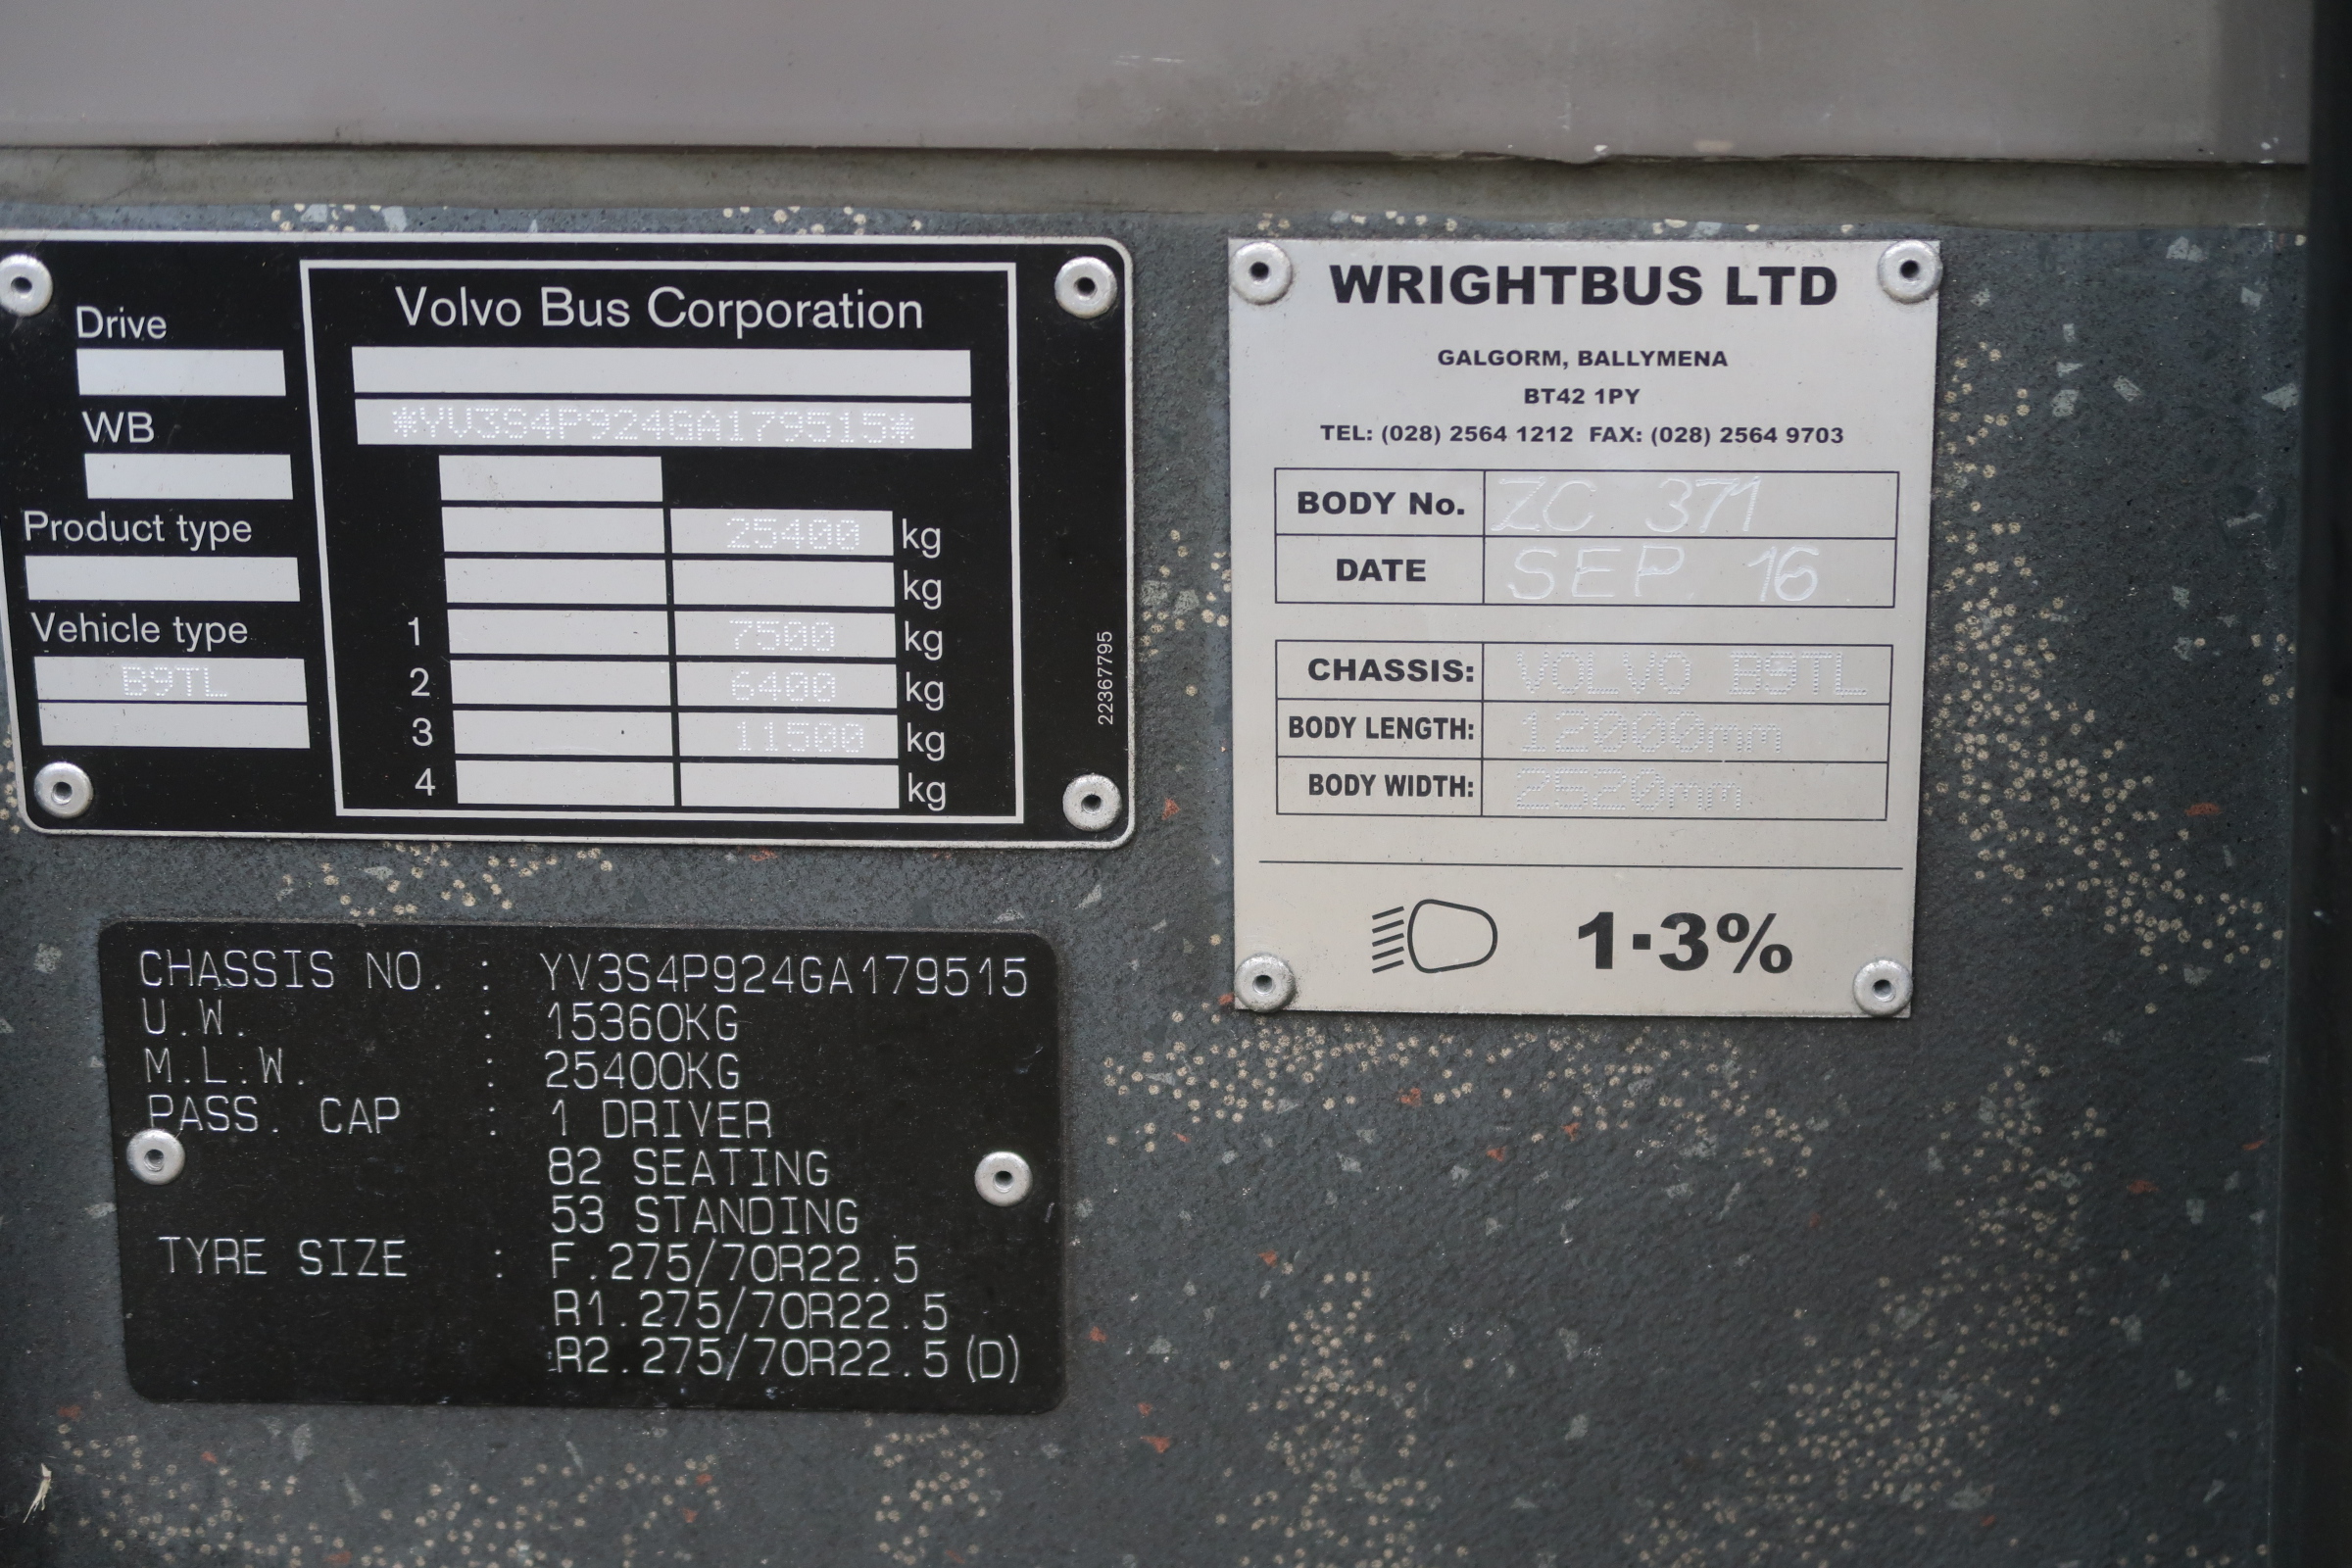 Volvo Bus Corporation
Drive
*YV3S4P924GA179515*
WB
25400 kg
Product type
kg
Vehicle type
1 7500 kg
B9TL
2 6400 kg
3 11500 kg
4 kg
22367795
WRIGHTBUS LTD
GALGORM, BALLYMENA
BT42 1PY
TEL: (028) 2564 1212 FAX: (028) 2564 9703
BODY No. ZC 371
DATE SEP. 16
CHASSIS: VOLVO B9TL
BODY LENGTH: 12000mm
BODY WIDTH: 2520mm
1·3%
CHASSIS NO. : YV3S4P924GA179515
U.W. : 15360KG
M.L.W. : 25400KG
PASS. CAP : 1 DRIVER
82 SEATING
53 STANDING
TYRE SIZE : F.275/70R22.5
R1.275/70R22.5
R2.275/70R22.5(D)